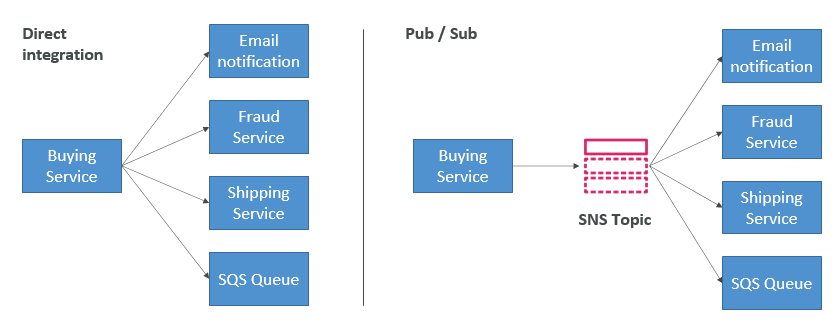 Direct
integration
Email
notification
Fraud
Service
Buying
Service
Shipping
Service
SQS Queue
Pub / Sub
Buying
Service
SNS Topic
Email
notification
Fraud
Service
Shipping
Service
SQS Queue